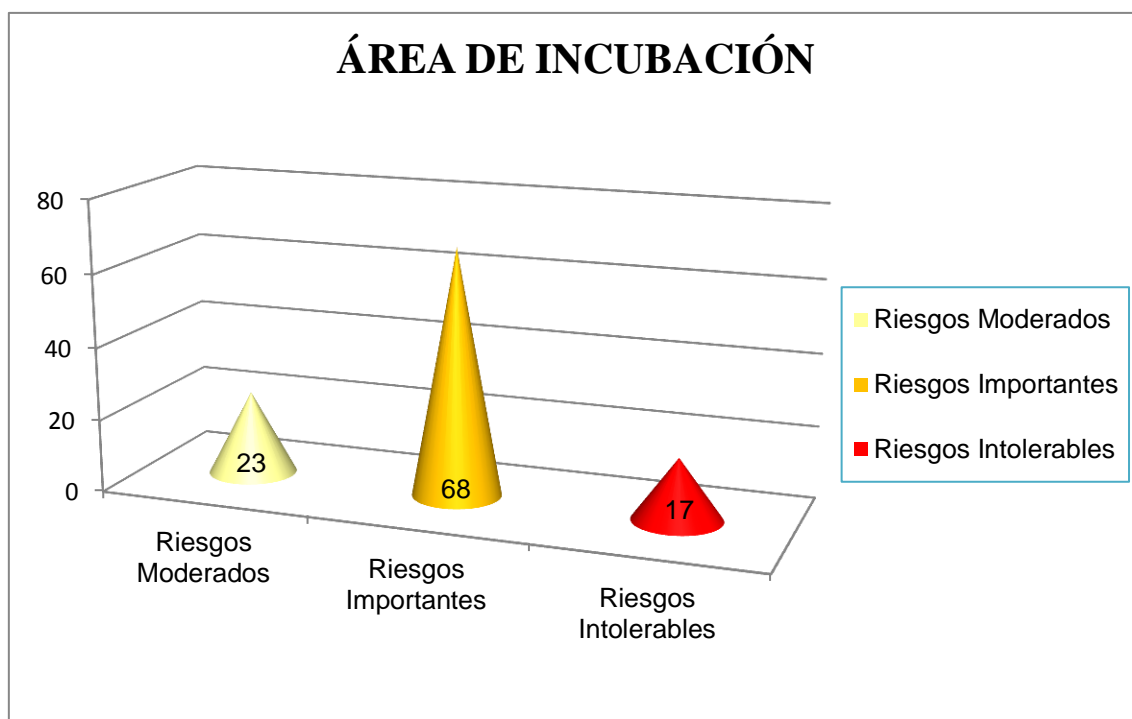 ÁREA DE INCUBACIÓN
80
60
40
20
0
23
68
17
Riesgos
Moderados
Riesgos
Importantes
Riesgos
Intolerables
Riesgos Moderados
Riesgos Importantes
Riesgos Intolerables